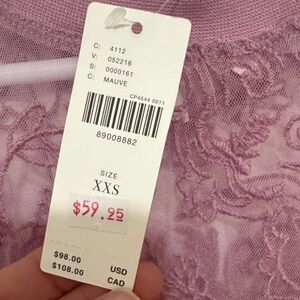 C: 4112
V: 052216
S: 0000161
C: MAUVE
CP4544-0011
89008882
SIZE
XXS
$59.25
$98.00 USD
$108.00 CAD